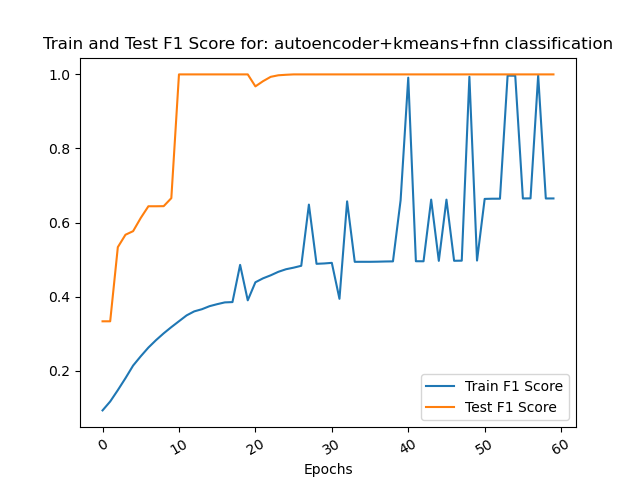 Train and Test F1 Score for: autoencoder+kmeans+fnn classification
1.0
0.8
0.6
0.4
0.2
Train F1 Score
Test F1 Score
0 10 20 30 40 50 60
Epochs